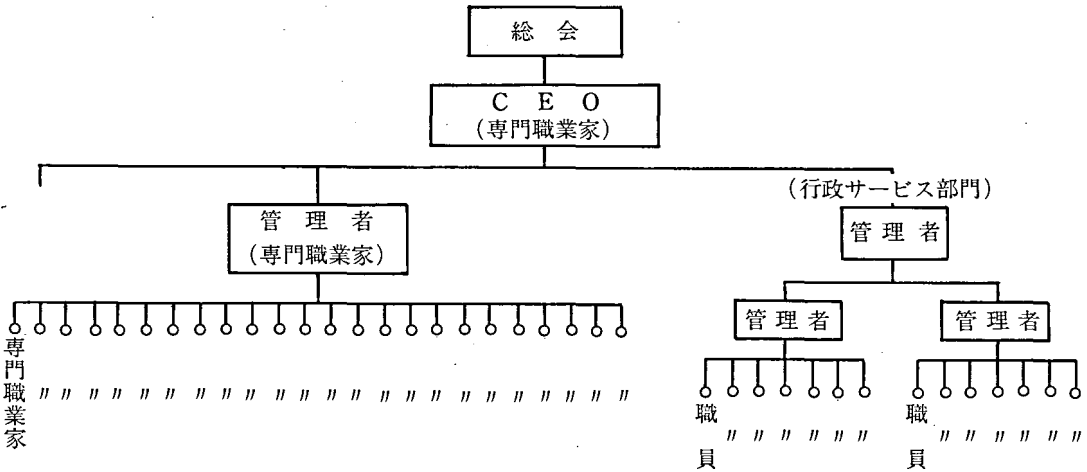 総会
CEO
(専門職業家)
(行政サービス部門)
管理者
(専門職業家)
管理者
管理者
管理者
専門職業家
〃 〃 〃 〃 〃 〃 〃 〃 〃 〃 〃 〃 〃 〃 〃 〃 〃 〃 〃 〃 〃 〃 〃
職員
〃 〃 〃 〃 〃 〃
職員
〃 〃 〃 〃 〃 〃